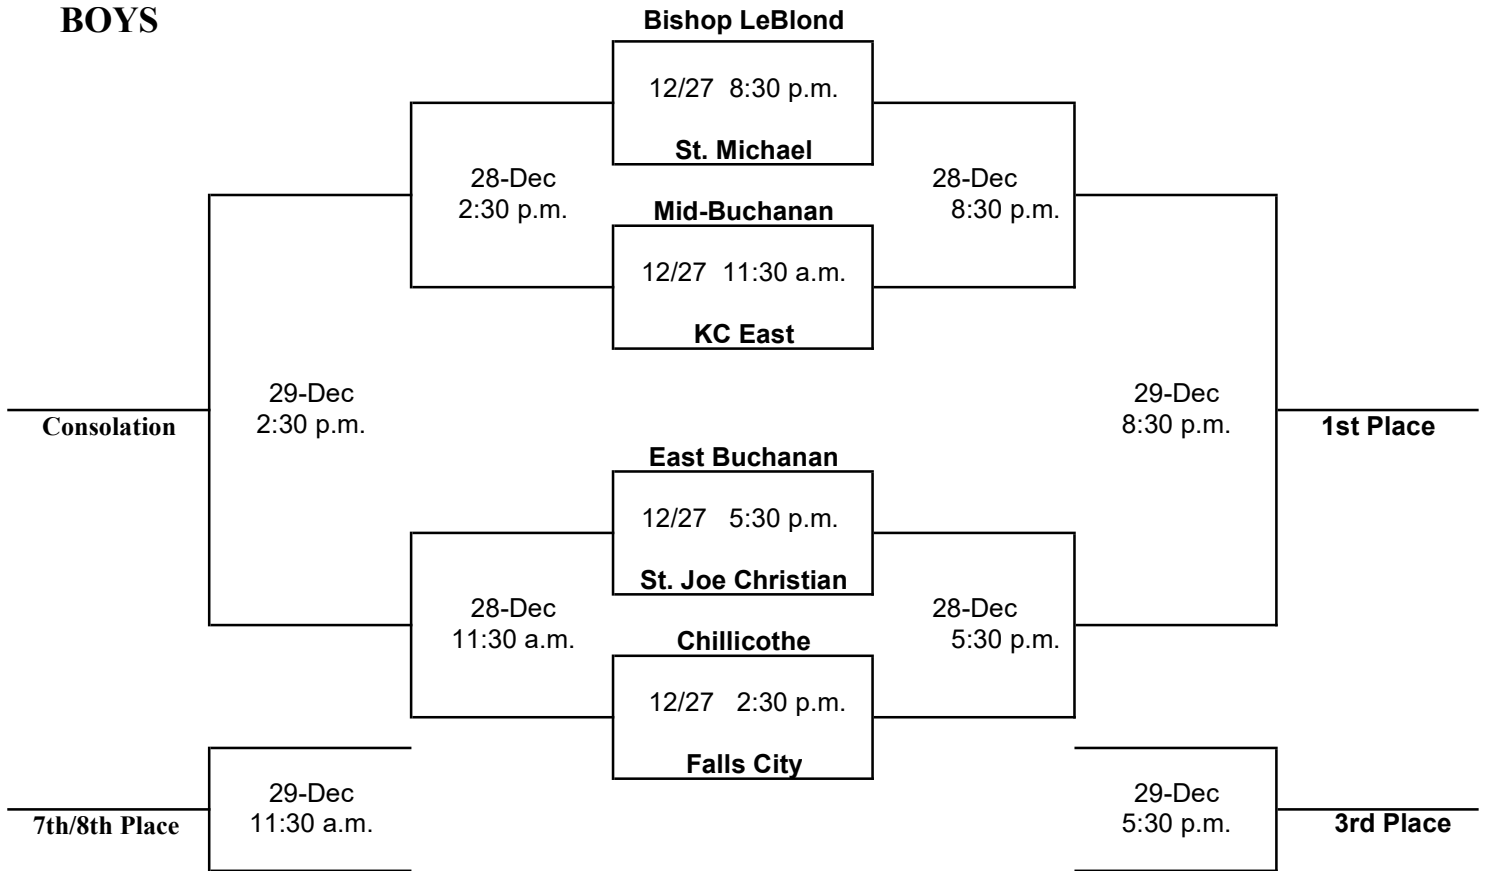 BOYS
Bishop LeBlond
12/27 8:30 p.m.
St. Michael
28-Dec
2:30 p.m.
28-Dec
8:30 p.m.
Mid-Buchanan
12/27 11:30 a.m.
KC East
29-Dec
2:30 p.m.
Consolation
29-Dec
8:30 p.m.
1st Place
East Buchanan
12/27 5:30 p.m.
St. Joe Christian
28-Dec
11:30 a.m.
28-Dec
5:30 p.m.
Chillicothe
12/27 2:30 p.m.
Falls City
29-Dec
11:30 a.m.
7th/8th Place
29-Dec
5:30 p.m.
3rd Place